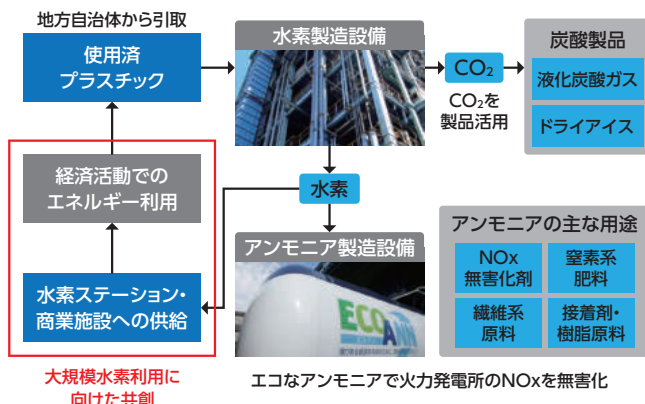 地方自治体から引取
使用済
プラスチック
水素製造設備
CO₂
CO₂を
製品活用
炭酸製品
液化炭酸ガス
ドライアイス
経済活動での
エネルギー利用
水素
アンモニア製造設備
ECOANN
水素ステーション・
商業施設への供給
アンモニアの主な用途
NOx
無害化剤
窒素系
肥料
繊維系
原料
接着剤・
樹脂原料
大規模水素利用に
向けた共創
エコなアンモニアで火力発電所のNOxを無害化